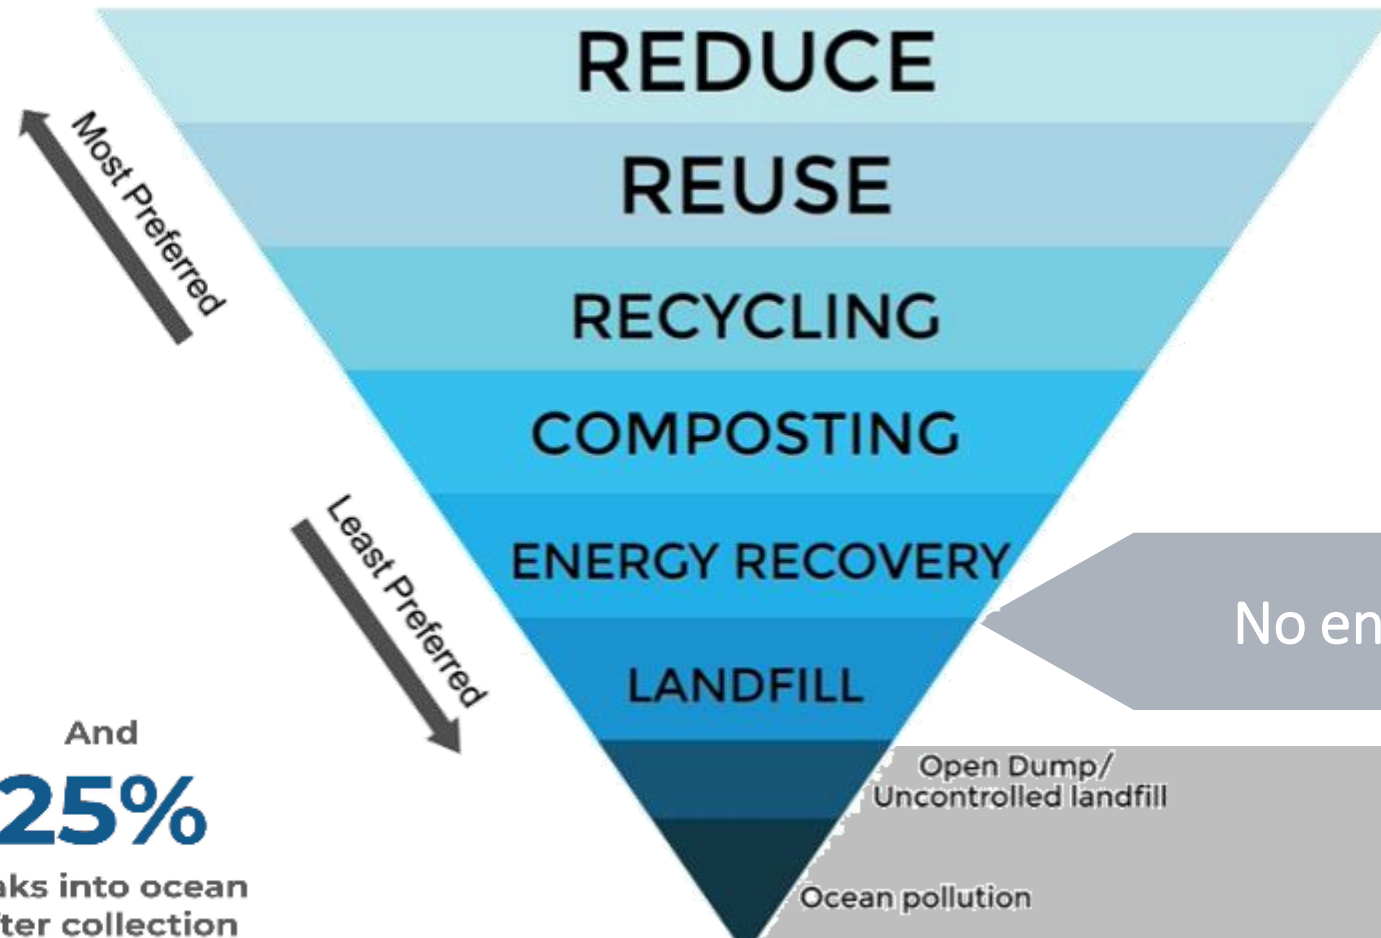 REDUCE
Most Preferred
REUSE
RECYCLING
COMPOSTING
Least Preferred
ENERGY RECOVERY
No en
LANDFILL
And
25%
Open Dump/
Uncontrolled landfill
aks into ocean
ter collection
Ocean pollution